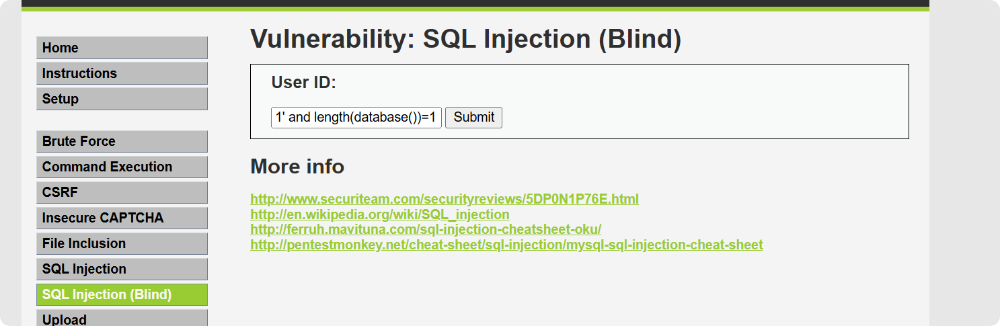 Vulnerability: SQL Injection (Blind)
Home
Instructions
Setup
Brute Force
Command Execution
CSRF
Insecure CAPTCHA
File Inclusion
SQL Injection
SQL Injection (Blind)
Upload
User ID:
1' and length(database())=1
Submit
More info
http://www.securiteam.com/securityreviews/5DP0N1P76E.html
http://en.wikipedia.org/wiki/SQL_injection
http://ferruh.mavituna.com/sql-injection-cheatsheet-oku/
http://pentestmonkey.net/cheat-sheet/sql-injection/mysql-sql-injection-cheat-sheet